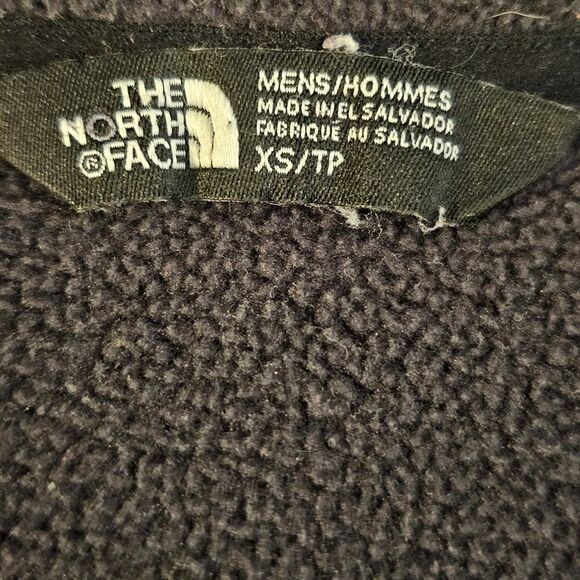 THE
NORTH
®FACE
MENS/HOMMES
MADE IN EL SALVADOR
FABRIQUE AU SALVADOR
XS/TP